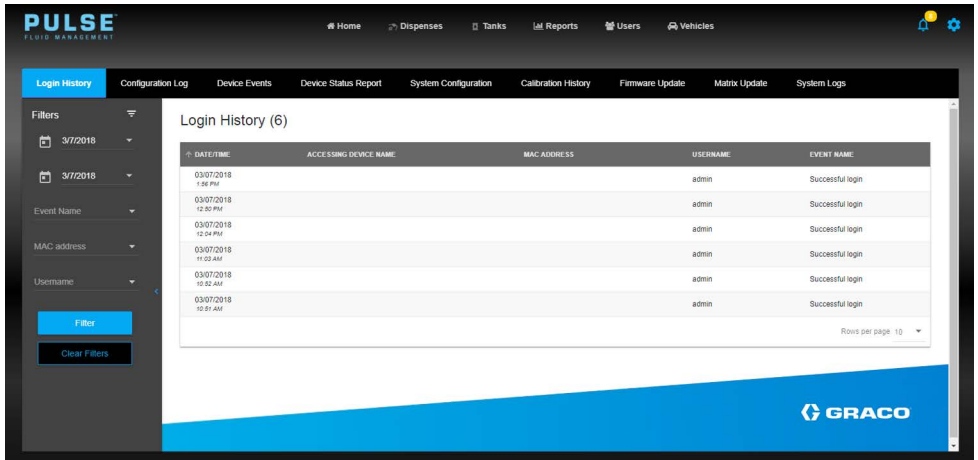 PULSE
FLUID MANAGEMENT
Home Dispenses Tanks Reports Users Vehicles
Login History Configuration Log Device Events Device Status Report System Configuration Calibration History Firmware Update Matrix Update System Logs
Filters
3/7/2018
3/7/2018
Event Name
MAC address
Username
Filter
Clear Filters
Login History (6)
DATE/TIME ACCESSING DEVICE NAME MAC ADDRESS USERNAME EVENT NAME
03/07/2018 admin Successful login
1:56 PM
03/07/2018 admin Successful login
12:50 PM
03/07/2018 admin Successful login
12:04 PM
03/07/2018 admin Successful login
11:03 AM
03/07/2018 admin Successful login
10:52 AM
03/07/2018 admin Successful login
10:51 AM
Rows per page 10
GRACO